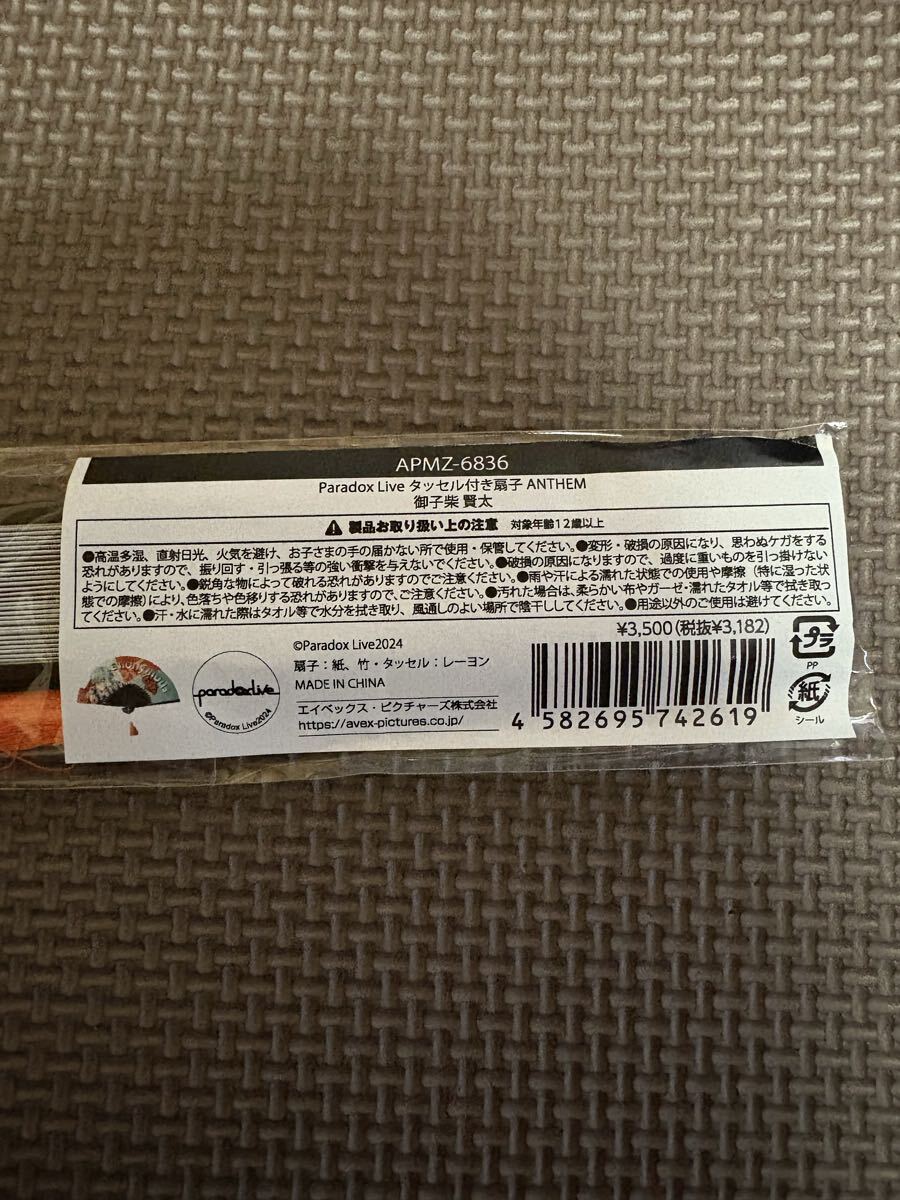 APMZ-6836
Paradox Live タッセル付き扇子 ANTHEM
御子柴 賢太
製品お取り扱い上の注意 対象年齢12歳以上
●高温多湿、直射日光、火気を避け、お子さまの手の届かない所で使用・保管してください。●変形・破損の原因になり、思わぬケガをする
恐れがありますので、振り回す・引っ張る等の強い衝撃を与えないでください。●破損の原因になりますので、過度に重いものを引っ掛けない
ようにしてください。●鋭角な物によって破れる恐れがありますのでご注意ください。●雨や汗による濡れた状態での使用や摩擦（特に湿った状
態での摩擦）により、色落ちや色移りする恐れがありますので、ご注意ください。●汚れた場合は、柔らかい布やガーゼ・濡れたタオル等で拭き取っ
てください。●汗・水に濡れた際はタオル等で水分を拭き取り、風通しのよい場所で陰干ししてください。●用途以外のご使用は避けてください。
¥3,500(税抜¥3,182)
©Paradox Live2024
扇子：紙、竹・タッセル：レーヨン
MADE IN CHINA
エイベックス・ピクチャーズ株式会社
https://avex-pictures.co.jp/
paradoxlive
©Paradox Live2024
4 582695 742619
プラ
PP
紙
シール